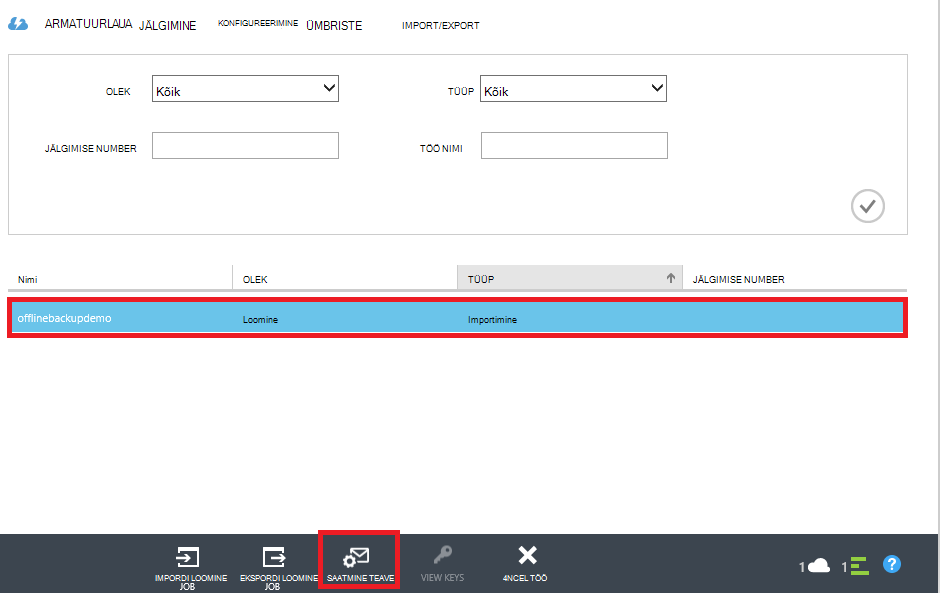 ARMATUURLAUA JÄLGIMINE KONFIGUREERIMINE ÜMBRISTE IMPORT/EXPORT
OLEK Kõik TÜÜP Kõik
JÄLGIMISE NUMBER TÖÖ NIMI
Nimi OLEK TÜÜP JÄLGIMISE NUMBER
offlinebackupdemo Loomine Importimine
IMPORDI LOOMINE JOB EKSPORDI LOOMINE JOB SAATMINE TEAVE VIEW KEYS 4NCEL TÖÖ 1 1 ?